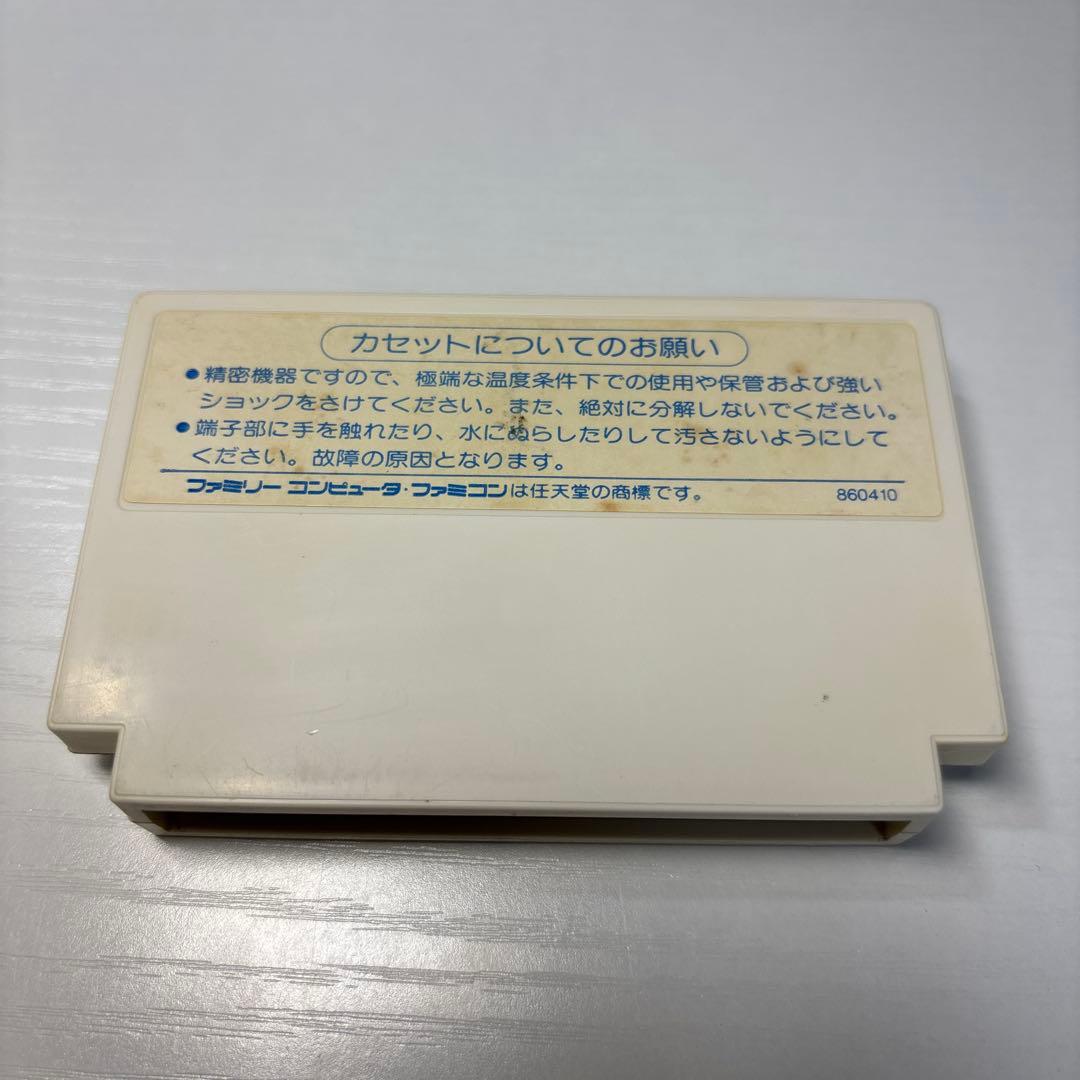 カセットについてのお願い
●精密機器ですので、極端な温度条件下での使用や保管および強い
ショックをさけてください。また、絶対に分解しないでください。
●端子部に手を触れたり、水にぬらしたりして汚さないようにして
ください。故障の原因となります。
ファミリー コンピュータ・ファミコンは任天堂の商標です。 860410